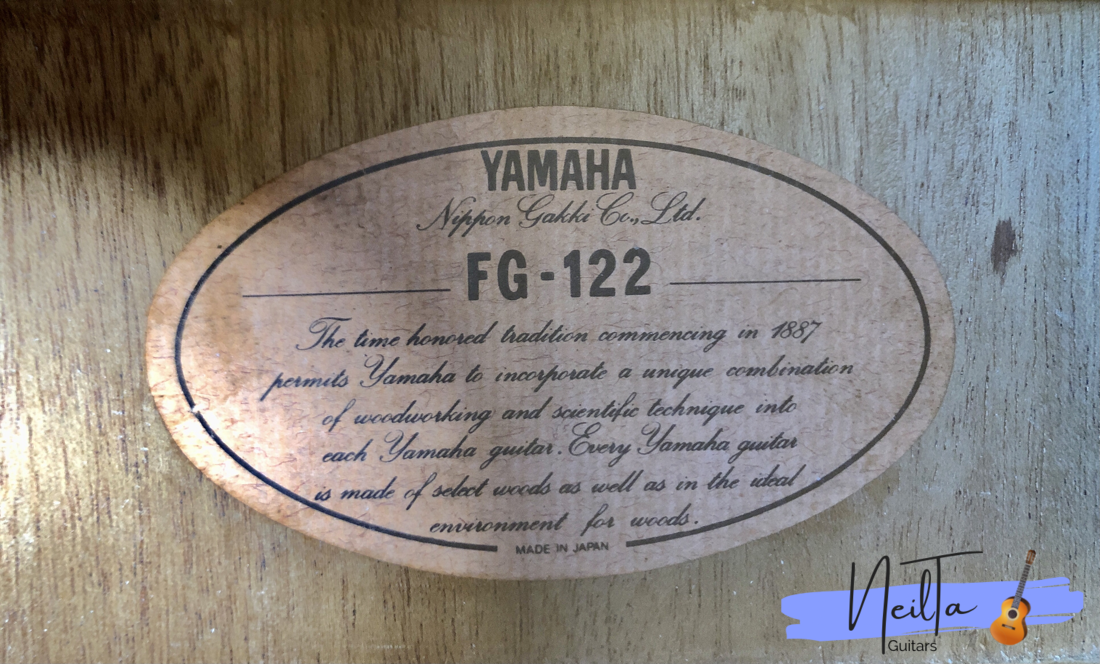 YAMAHA
Nippon Gakki Co., Ltd.
FG-122
The time honored tradition commencing in 1887
permits Yamaha to incorporate a unique combination
of woodworking and scientific technique into
each Yamaha guitar. Every Yamaha guitar
is made of select woods as well as in the ideal
environment for woods.
MADE IN JAPAN
NeilTa
Guitars